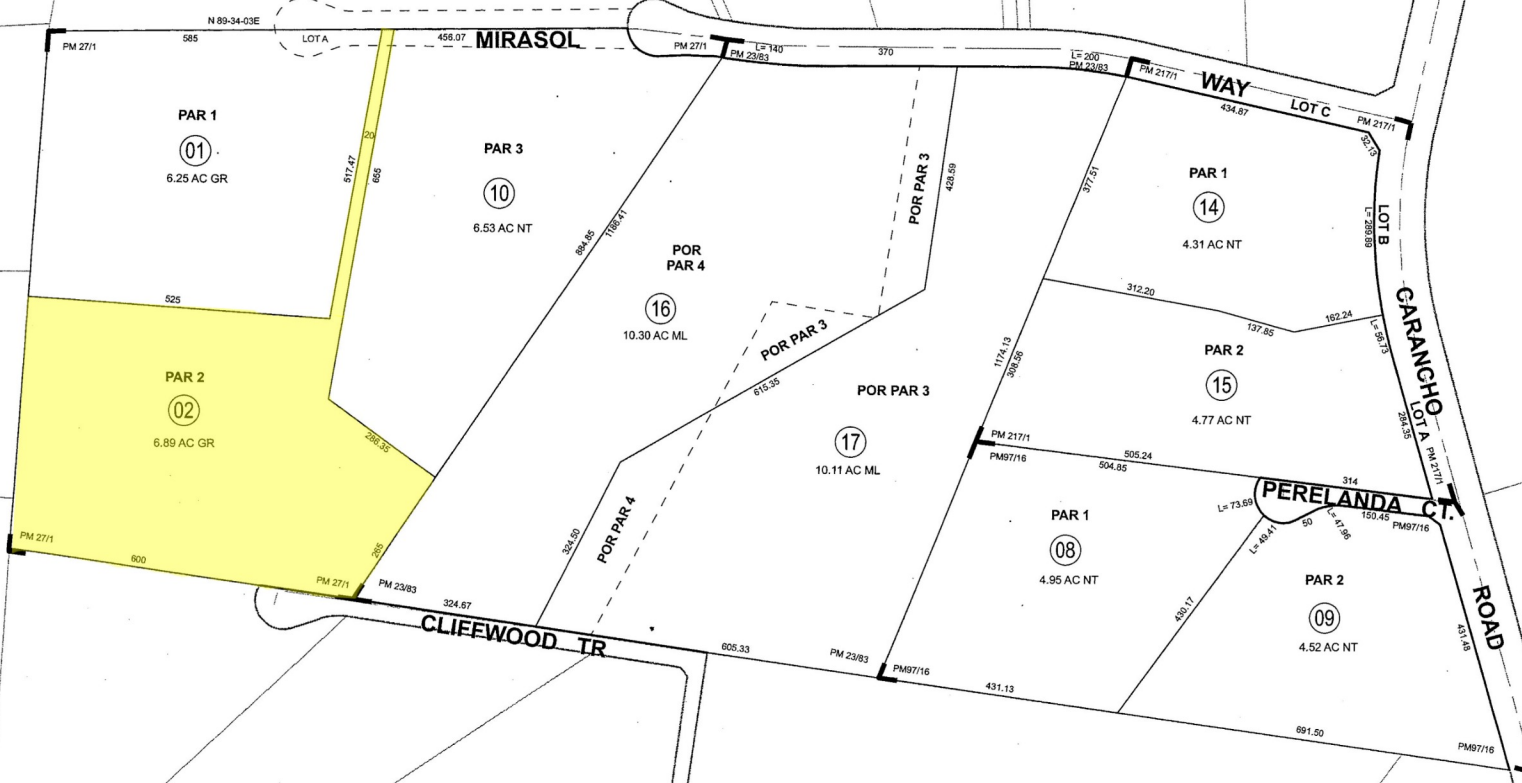 N 89-34-03E
585
LOT A
456.07
MIRASOL
PM 27/1
PM 27/1
PM 23/83
L= 140
370
L= 200
PM 23/83
PM 217/1
WAY
LOT C
434.87
PM 217/1
32.13
PAR 1
01
6.25 AC GR
517.47
20
655
PAR 3
10
6.53 AC NT
884.85
1186.41
POR
PAR 4
16
10.30 AC ML
POR PAR 3
428.59
377.51
PAR 1
14
4.31 AC NT
LOT B
L= 289.89
525
312.20
137.85
162.24
L= 56.73
CARANCHO
PAR 2
02
6.89 AC GR
286.35
POR PAR 3
615.35
POR PAR 3
17
10.11 AC ML
1174.13
308.56
PAR 2
15
4.77 AC NT
284.35
LOT A
PM 217/1
PM 217/1
PM97/16
505.24
504.85
314
PERELANDA CT.
L= 73.69
L= 49.41
50
L= 47.96
150.45
PM97/16
324.50
POR PAR 4
PAR 1
08
4.95 AC NT
430.17
PAR 2
09
4.52 AC NT
431.48
ROAD
PM 27/1
600
265
PM 27/1
PM 23/83
324.67
CLIFFWOOD TR
605.33
PM 23/83
PM97/16
431.13
691.50
PM97/16